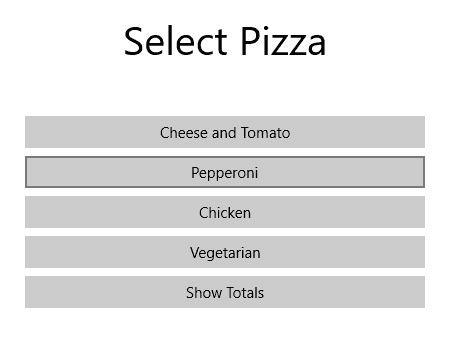 Select Pizza
Cheese and Tomato
Pepperoni
Chicken
Vegetarian
Show Totals